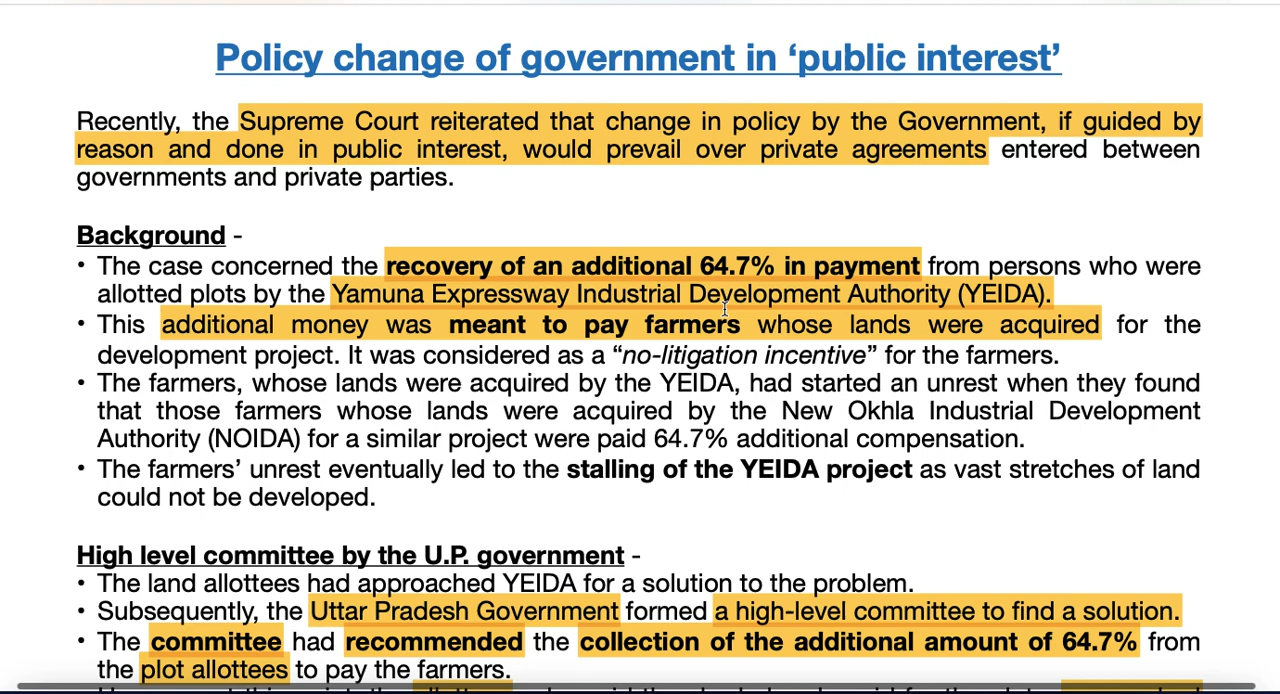 Policy change of government in ‘public interest’
Recently, the Supreme Court reiterated that change in policy by the Government, if guided by
reason and done in public interest, would prevail over private agreements entered between
governments and private parties.
Background -
• The case concerned the recovery of an additional 64.7% in payment from persons who were
allotted plots by the Yamuna Expressway Industrial Development Authority (YEIDA).
• This additional money was meant to pay farmers whose lands were acquired for the
development project. It was considered as a “no-litigation incentive” for the farmers.
• The farmers, whose lands were acquired by the YEIDA, had started an unrest when they found
that those farmers whose lands were acquired by the New Okhla Industrial Development
Authority (NOIDA) for a similar project were paid 64.7% additional compensation.
• The farmers’ unrest eventually led to the stalling of the YEIDA project as vast stretches of land
could not be developed.
High level committee by the U.P. government -
• The land allottees had approached YEIDA for a solution to the problem.
• Subsequently, the Uttar Pradesh Government formed a high-level committee to find a solution.
• The committee had recommended the collection of the additional amount of 64.7% from
the plot allottees to pay the farmers.